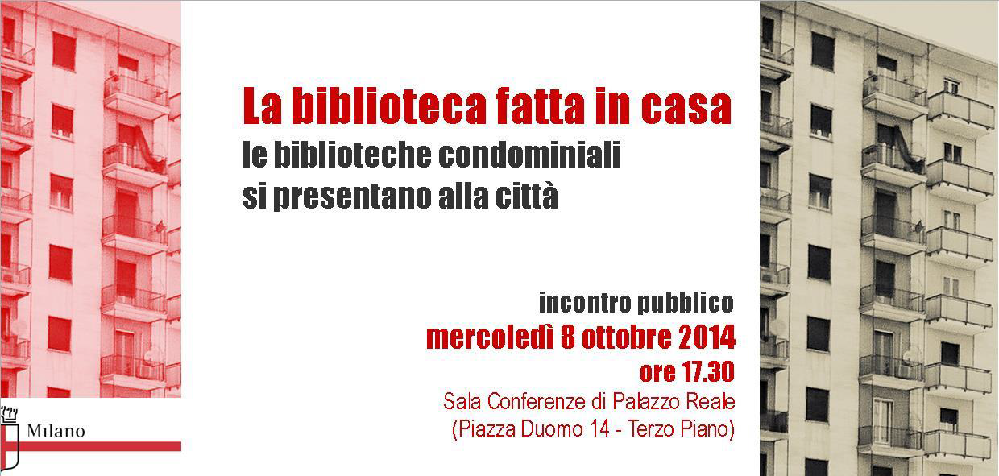 La biblioteca fatta in casa
le biblioteche condominiali
si presentano alla città
incontro pubblico
mercoledì 8 ottobre 2014
ore 17.30
Sala Conferenze di Palazzo Reale
(Piazza Duomo 14 - Terzo Piano)
Milano